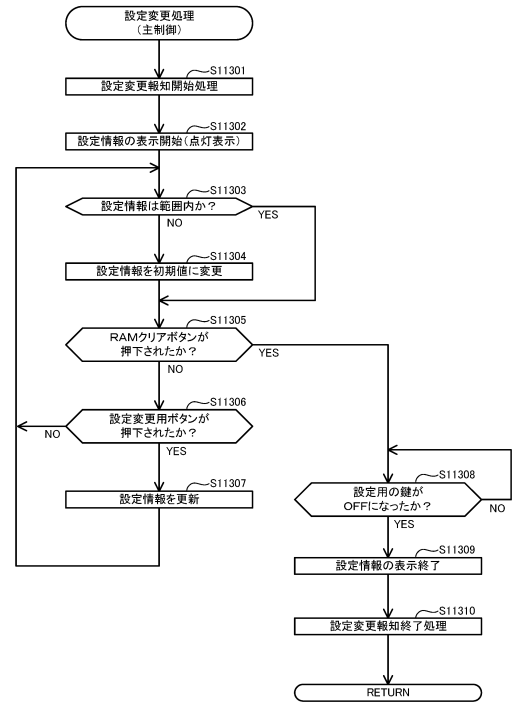 設定変更処理
（主制御）
S11301
設定変更報知開始処理
S11302
設定情報の表示開始（点灯表示）
S11303
設定情報は範囲内か？
YES
NO
S11304
設定情報を初期値に変更
S11305
RAMクリアボタンが
押下されたか？
YES
NO
S11306
設定変更用ボタンが
押下されたか？
NO
YES
S11307
設定情報を更新
S11308
設定用の鍵が
OFFになったか？
NO
YES
S11309
設定情報の表示終了
S11310
設定変更報知終了処理
RETURN